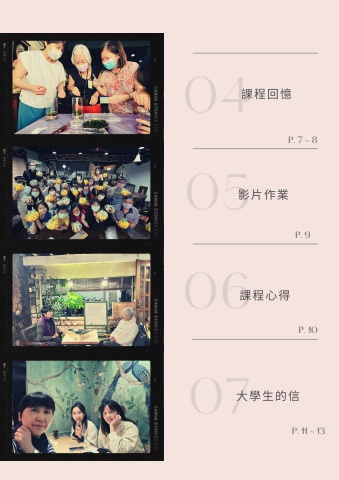 04
課程回憶
P. 7 - 8
05
影片作業
P. 9
06
課程心得
P. 10
07
大學生的信
P. 11 - 13